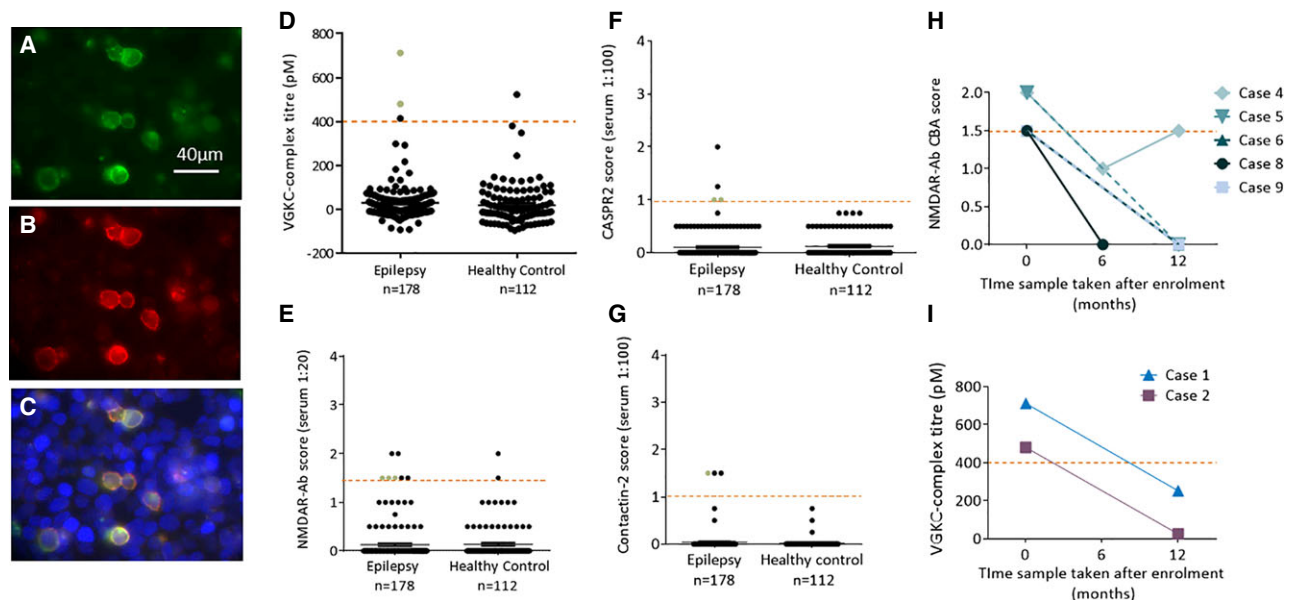 A
40µm
B
C
D
VGKC-complex titre (pM)
800
600
400
200
0
-200
Epilepsy
n=178
Healthy Control
n=112
E
NMDAR-Ab score (serum 1:20)
4
3
2
1
0
Epilepsy
n=178
Healthy Control
n=112
F
CASPR2 score (serum 1:100)
4
3
2
1
0
Epilepsy
n=178
Healthy Control
n=112
G
Contactin-2 score (serum 1:100)
4
3
2
1
0
Epilepsy
n=178
Healthy Control
n=112
H
NMDAR-Ab CBA score
2.0
1.5
1.0
0.5
0.0
0 6 12
TIme sample taken after enrolment
(months)
Case 4
Case 5
Case 6
Case 8
Case 9
I
VGKC-complex titre (pM)
800
600
400
200
0
0 6 12
TIme sample taken after enrolment
(months)
Case 1
Case 2